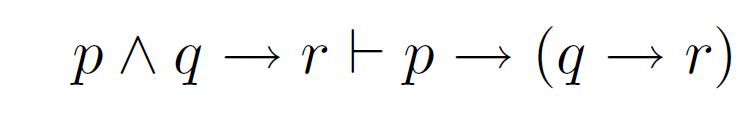 p ∧ q → r ⊢ p → (q → r)